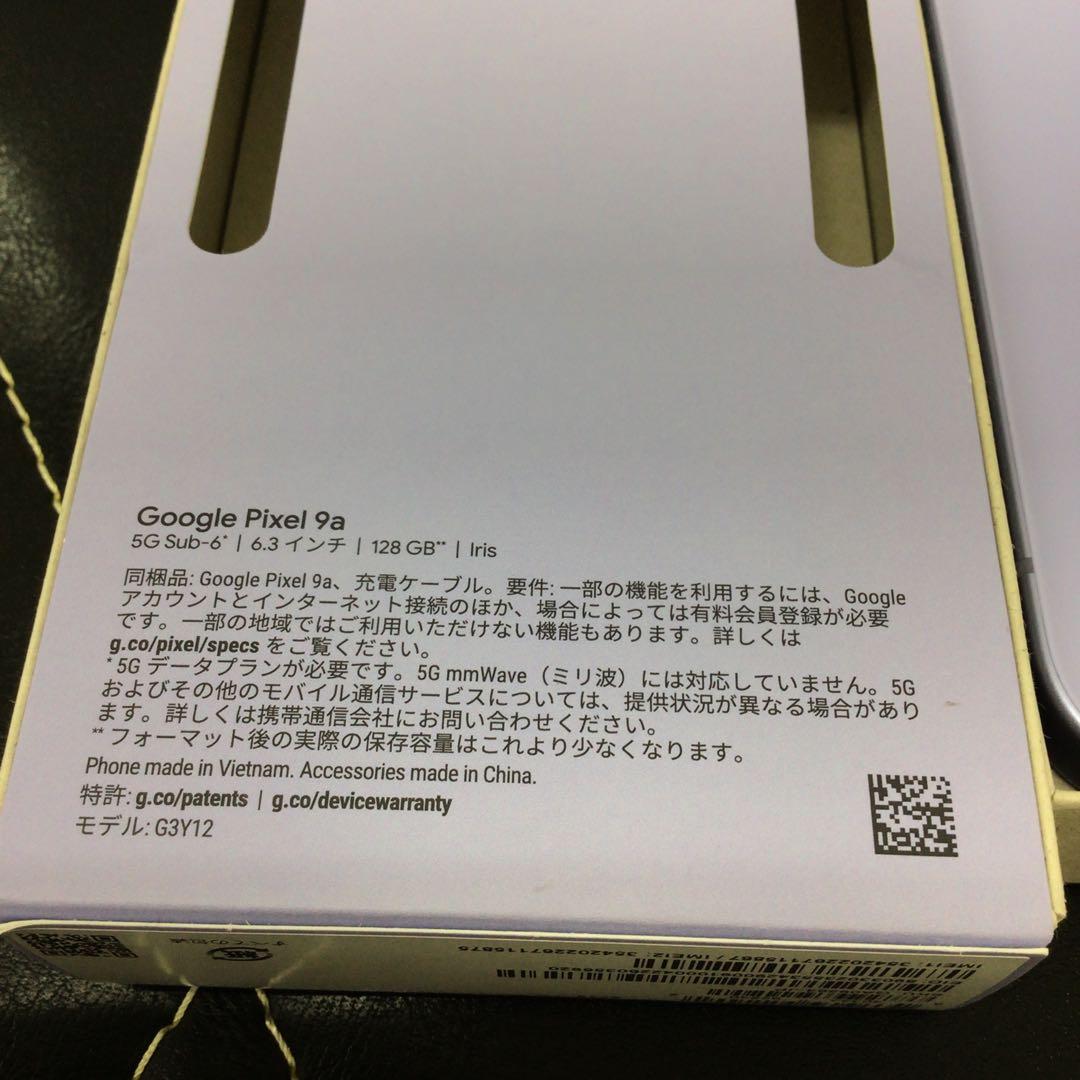 Google Pixel 9a
5G Sub-6* | 6.3 インチ | 128 GB** | Iris
同梱品: Google Pixel 9a、充電ケーブル。要件: 一部の機能を利用するには、Google
アカウントとインターネット接続のほか、場合によっては有料会員登録が必要
です。一部の地域ではご利用いただけない機能もあります。詳しくは
g.co/pixel/specs をご覧ください。
* 5G データプランが必要です。5G mmWave（ミリ波）には対応していません。5G
およびその他のモバイル通信サービスについては、提供状況が異なる場合があり
ます。詳しくは携帯通信会社にお問い合わせください。
** フォーマット後の実際の保存容量はこれより少なくなります。
Phone made in Vietnam. Accessories made in China.
特許: g.co/patents | g.co/devicewarranty
モデル: G3Y12
すべての包装
紙